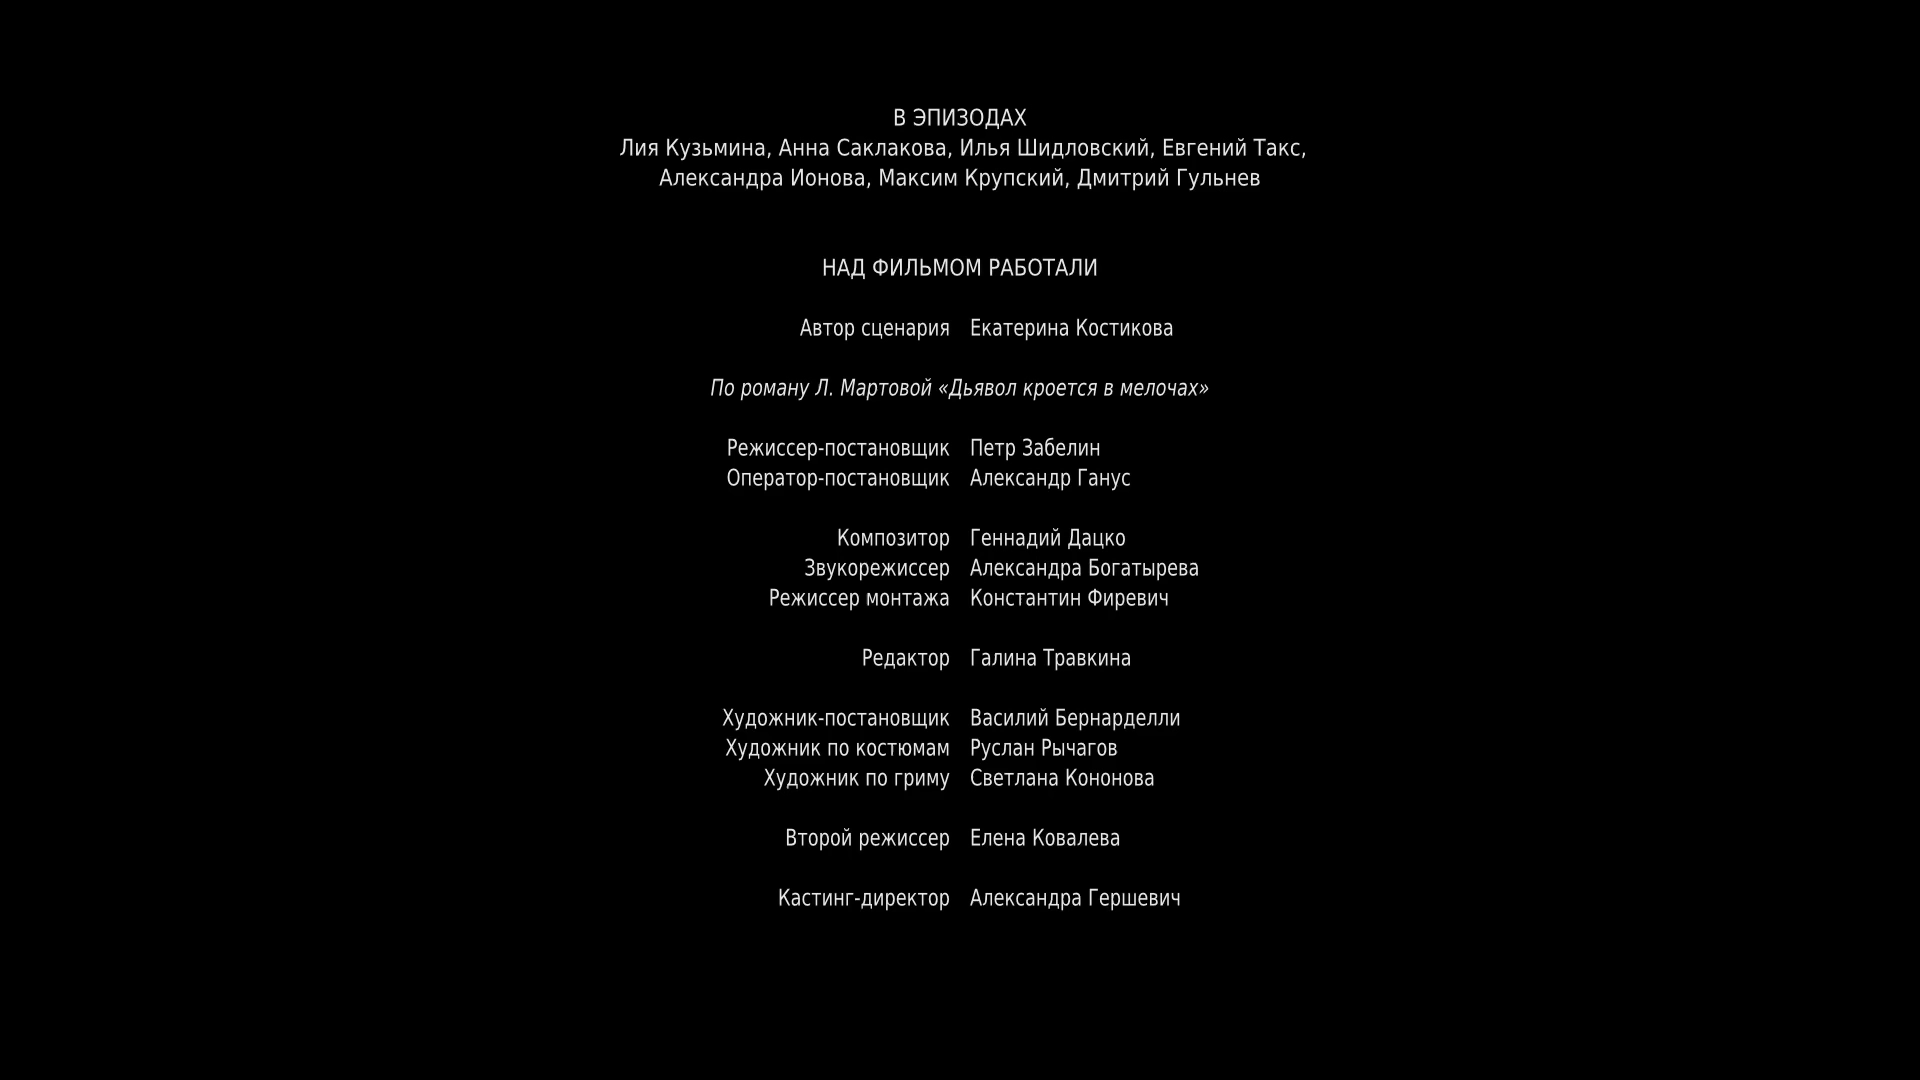 В ЭПИЗОДАХ
Лия Кузьмина, Анна Саклакова, Илья Шидловский, Евгений Такс,
Александра Ионова, Максим Крупский, Дмитрий Гульнев
НАД ФИЛЬМОМ РАБОТАЛИ
Автор сценария Екатерина Костикова
По роману Л. Мартовой «Дьявол кроется в мелочах»
Режиссер-постановщик Петр Забелин
Оператор-постановщик Александр Ганус
Композитор Геннадий Дацко
Звукорежиссер Александра Богатырева
Режиссер монтажа Константин Фиревич
Редактор Галина Травкина
Художник-постановщик Василий Бернарделли
Художник по костюмам Руслан Рычагов
Художник по гриму Светлана Кононова
Второй режиссер Елена Ковалева
Кастинг-директор Александра Гершевич